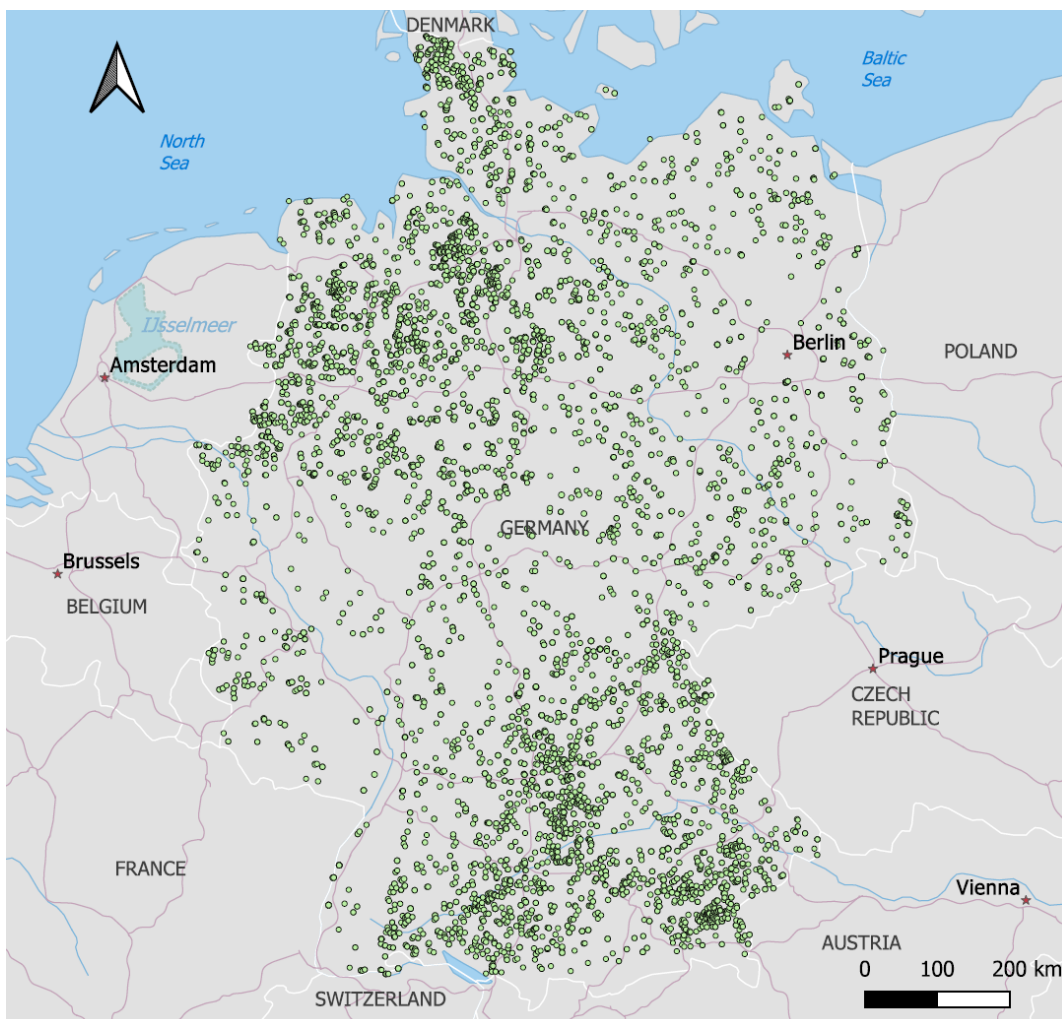 DENMARK
Baltic
Sea
North
Sea
IJsselmeer
Berlin
POLAND
Amsterdam
GERMANY
Brussels
BELGIUM
Prague
CZECH
REPUBLIC
FRANCE
Vienna
AUSTRIA
0 100 200 km
SWITZERLAND